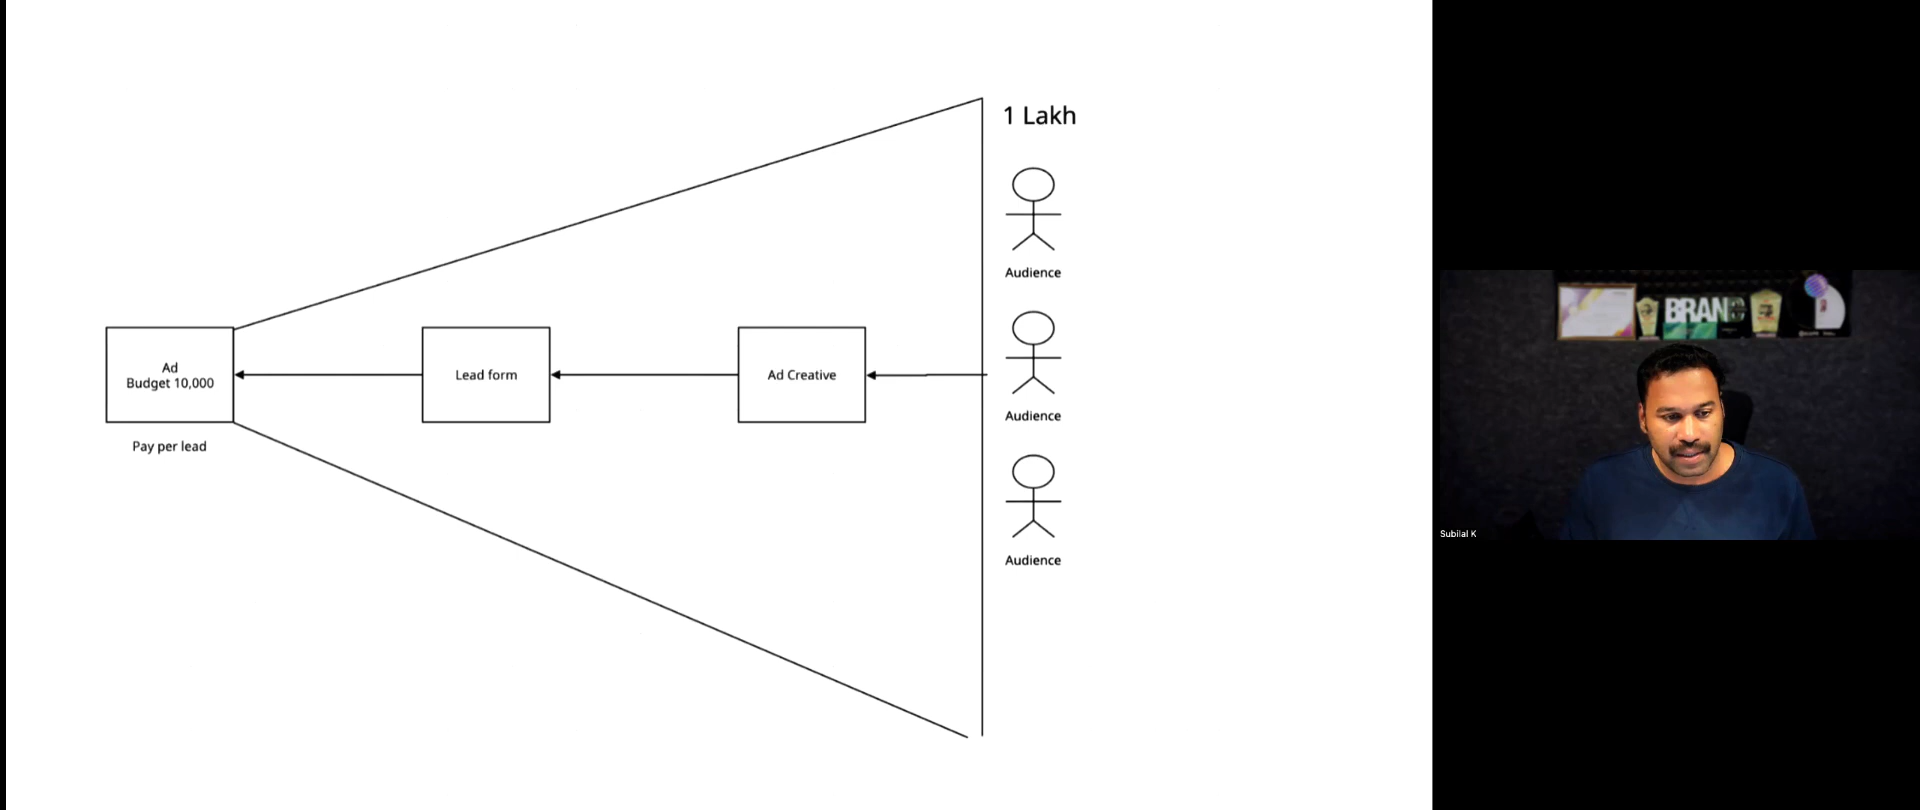 1 Lakh
Audience
Ad
Budget 10,000
Lead form
Ad Creative
Audience
Pay per lead
Audience
BRAND
Subilal K